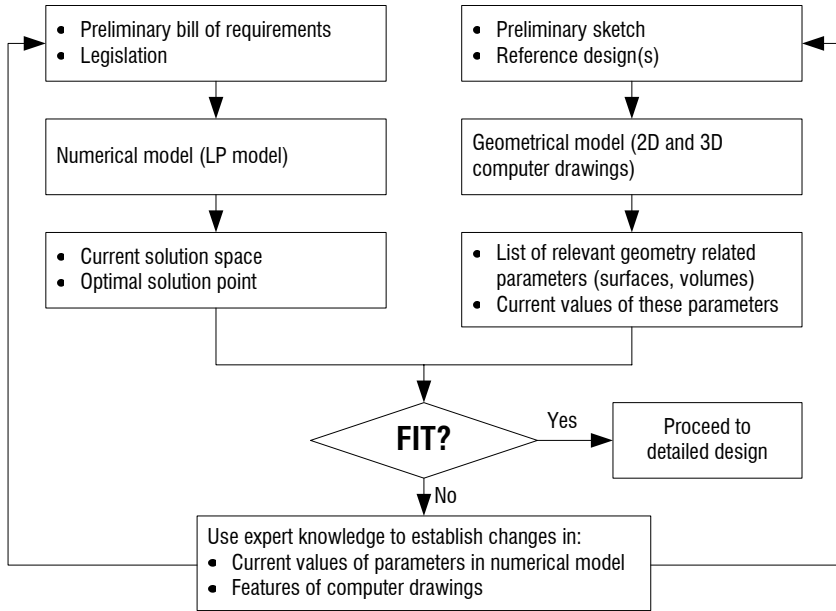 • Preliminary bill of requirements
• Legislation
• Preliminary sketch
• Reference design(s)
Numerical model (LP model)
Geometrical model (2D and 3D
computer drawings)
• Current solution space
• Optimal solution point
• List of relevant geometry related
parameters (surfaces, volumes)
• Current values of these parameters
FIT?
Yes
Proceed to
detailed design
No
Use expert knowledge to establish changes in:
• Current values of parameters in numerical model
• Features of computer drawings